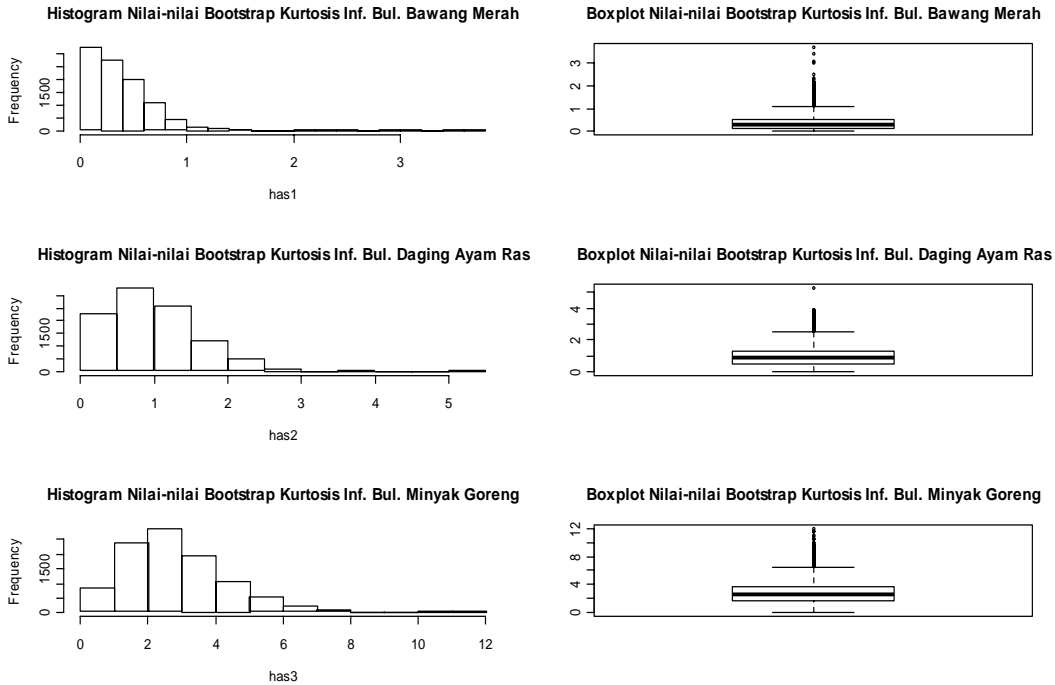 Histogram Nilai-nilai Bootstrap Kurtosis Inf. Bul. Bawang Merah
Frequency
1500
0
0 1 2 3
has1
Boxplot Nilai-nilai Bootstrap Kurtosis Inf. Bul. Bawang Merah
3
2
1
0
Histogram Nilai-nilai Bootstrap Kurtosis Inf. Bul. Daging Ayam Ras
Frequency
1500
0
0 1 2 3 4 5
has2
Boxplot Nilai-nilai Bootstrap Kurtosis Inf. Bul. Daging Ayam Ras
4
2
0
Histogram Nilai-nilai Bootstrap Kurtosis Inf. Bul. Minyak Goreng
Frequency
1500
0
0 2 4 6 8 10 12
has3
Boxplot Nilai-nilai Bootstrap Kurtosis Inf. Bul. Minyak Goreng
12
8
4
0